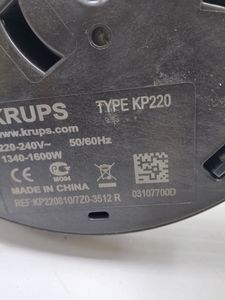 KRUPS TYPE KP220
www.krups.com
220-240V~ 50/60Hz
1340-1600W
MADE IN CHINA 03107700D
REF:KP220810/7Z0-3512 R